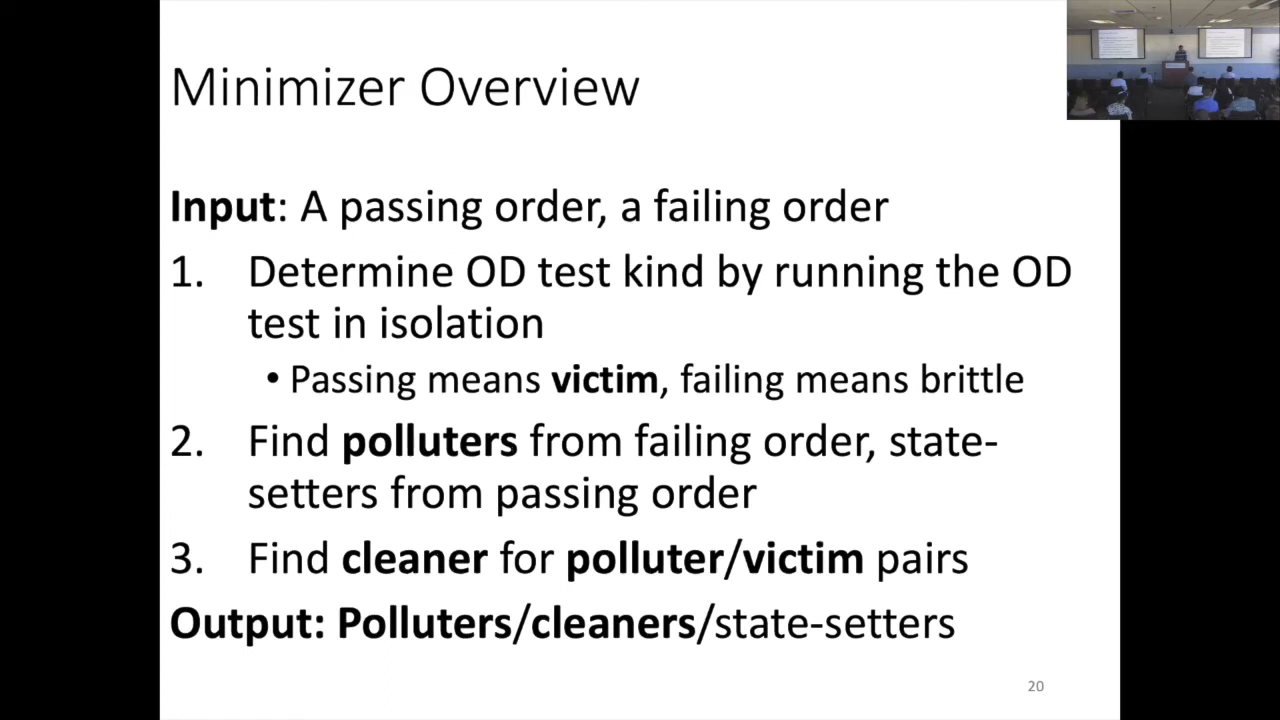 Minimizer Overview
Input: A passing order, a failing order
1. Determine OD test kind by running the OD
test in isolation
• Passing means victim, failing means brittle
2. Find polluters from failing order, state-
setters from passing order
3. Find cleaner for polluter/victim pairs
Output: Polluters/cleaners/state-setters
20